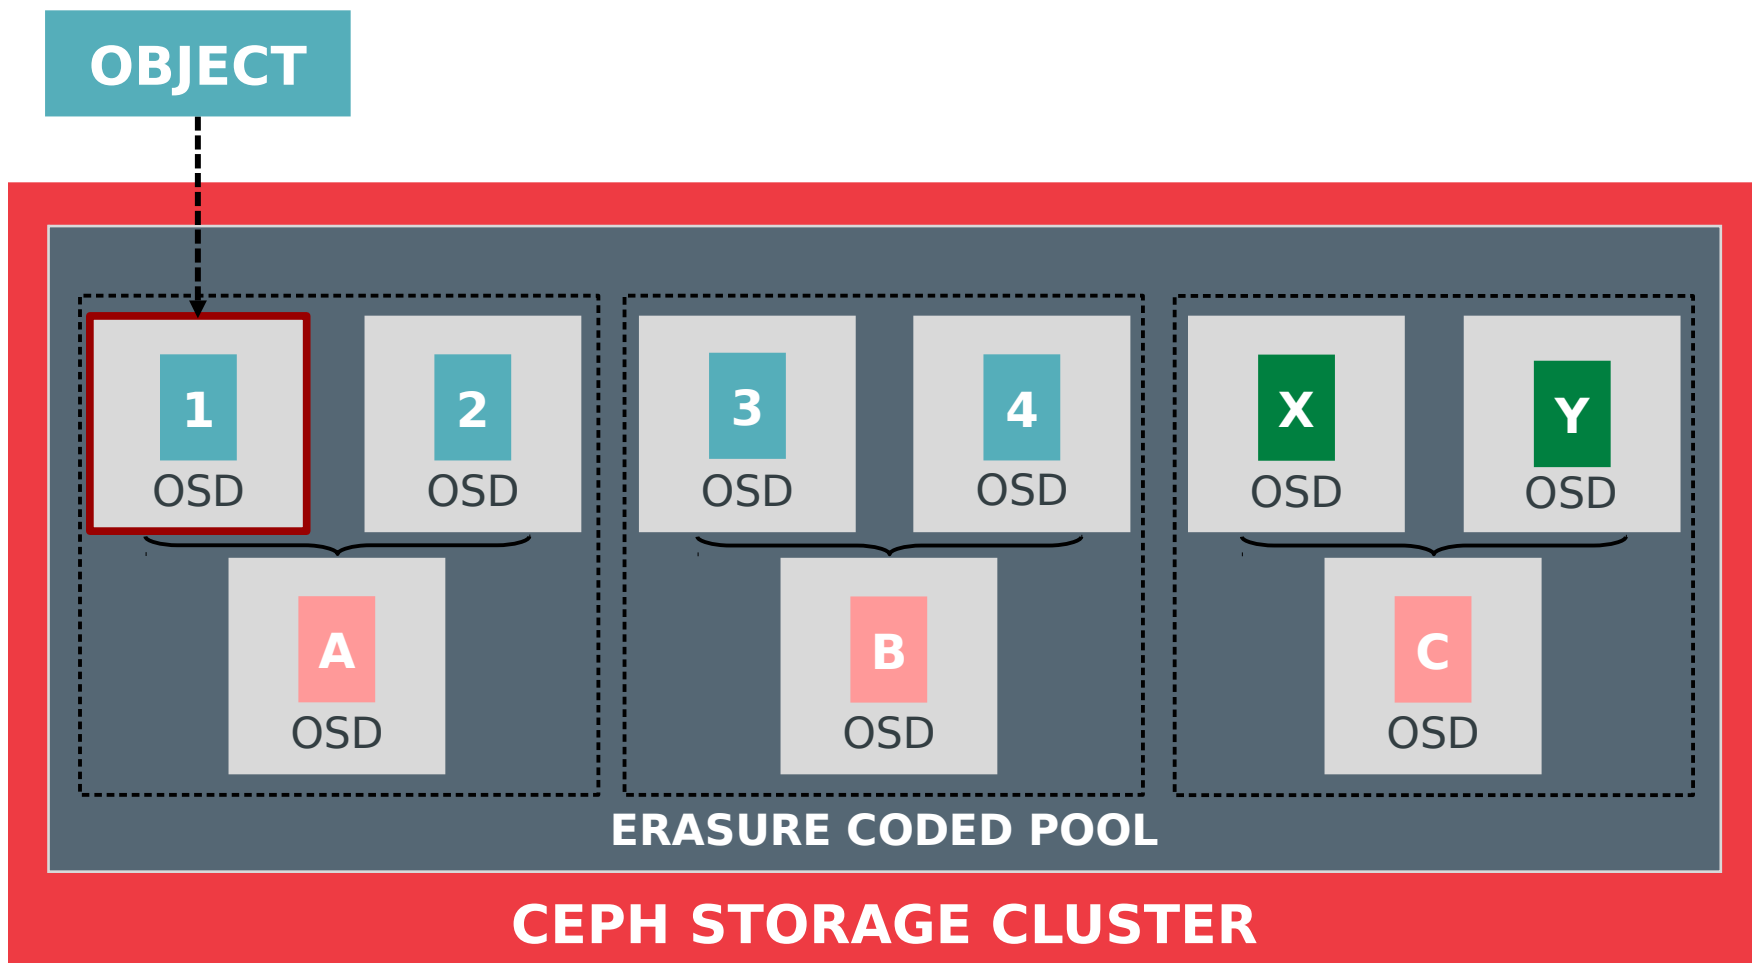 OBJECT
1
OSD
2
OSD
3
OSD
4
OSD
X
OSD
Y
OSD
A
OSD
B
OSD
C
OSD
ERASURE CODED POOL
CEPH STORAGE CLUSTER